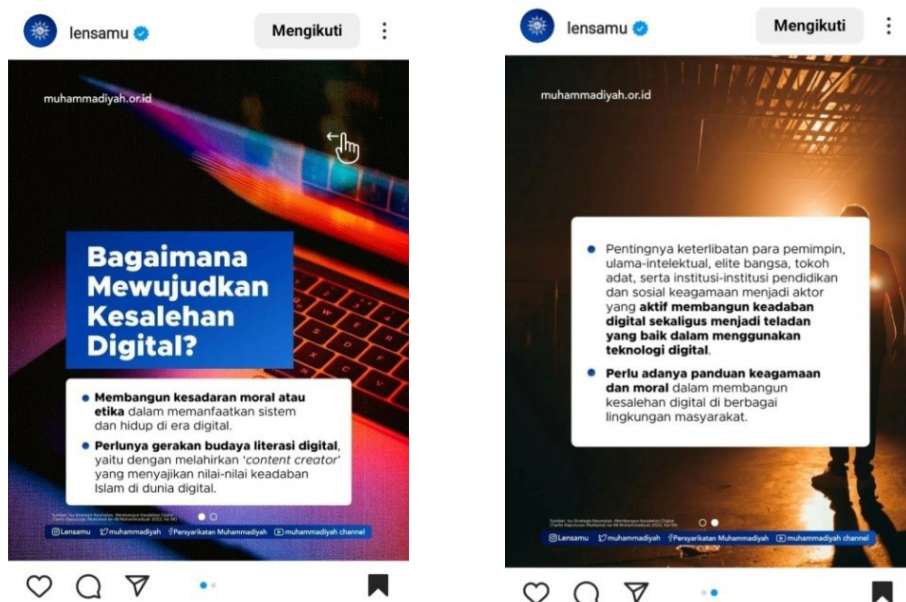 lensamu
Mengikuti
muhammadiyah.or.id
Bagaimana
Mewujudkan
Kesalehan
Digital?
Membangun kesadaran moral atau
etika dalam memanfaatkan sistem
dan hidup di era digital.
Perlunya gerakan budaya literasi digital,
yaitu dengan melahirkan ‘content creator’
yang menyajikan nilai-nilai keadaban
Islam di dunia digital.
Lensamu muhammadiyah Persyarikatan Muhammadiyah muhammadiyah channel
lensamu
Mengikuti
muhammadiyah.or.id
Pentingnya keterlibatan para pemimpin,
ulama-intelektual, elite bangsa, tokoh
adat, serta institusi-institusi pendidikan
dan sosial keagamaan menjadi aktor
yang aktif membangun keadaban
digital sekaligus menjadi teladan
yang baik dalam menggunakan
teknologi digital.
Perlu adanya panduan keagamaan
dan moral dalam membangun
kesalehan digital di berbagai
lingkungan masyarakat.
Lensamu muhammadiyah Persyarikatan Muhammadiyah muhammadiyah channel